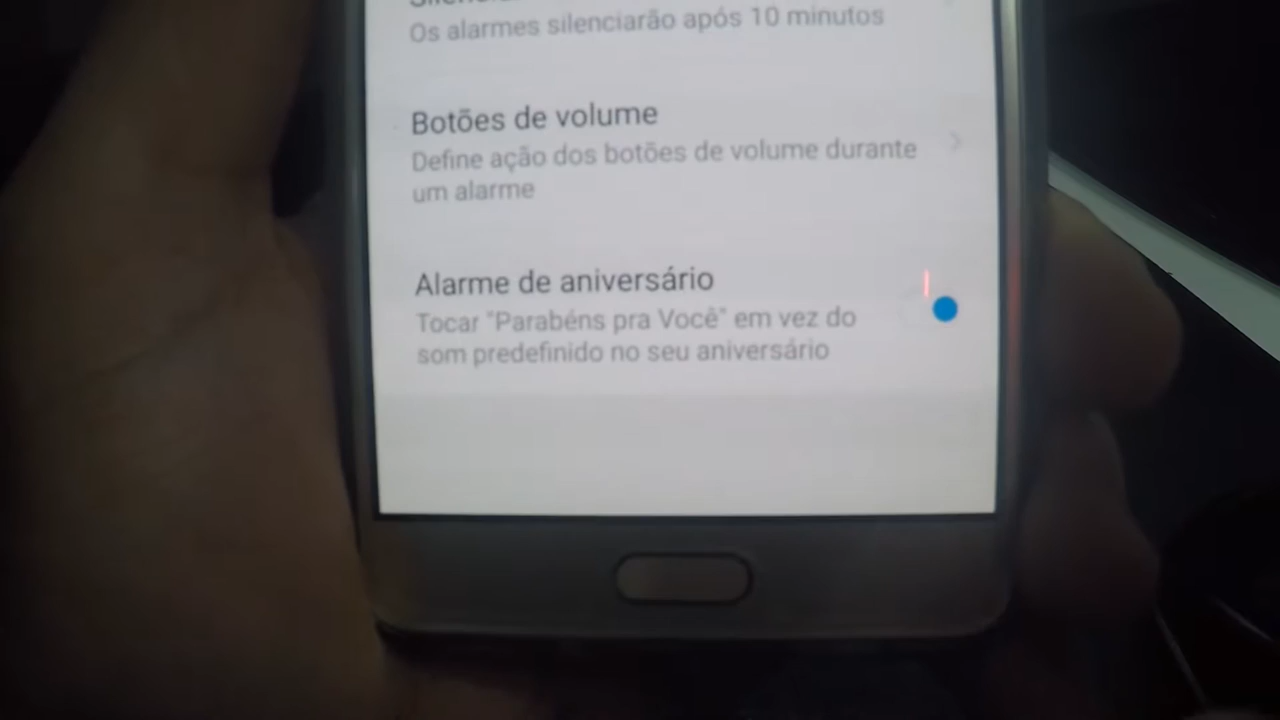 Os alarmes silenciarão após 10 minutos
Botões de volume
Define ação dos botões de volume durante
um alarme
Alarme de aniversário
Tocar "Parabéns pra Você" em vez do
som predefinido no seu aniversário